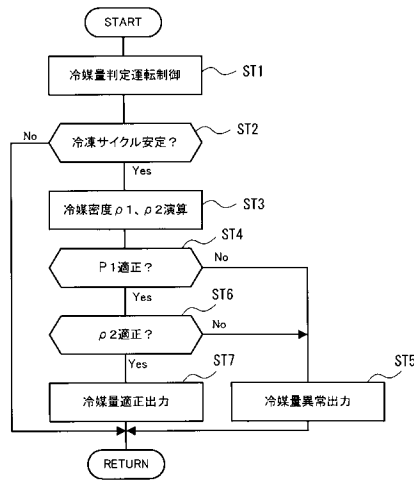 START
冷媒量判定運転制御
ST1
No
冷凍サイクル安定？
ST2
Yes
冷媒密度ρ1、ρ2演算
ST3
ST4
P1適正？
No
Yes
ST6
ρ2適正？
No
Yes
ST7
ST5
冷媒量適正出力
冷媒量異常出力
RETURN